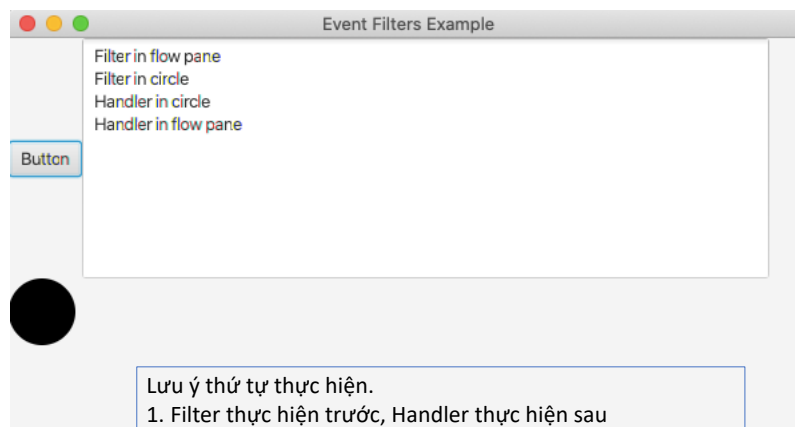 Event Filters Example
Filter in flow pane
Filter in circle
Handler in circle
Handler in flow pane
Button
Lưu ý thứ tự thực hiện.
1. Filter thực hiện trước, Handler thực hiện sau